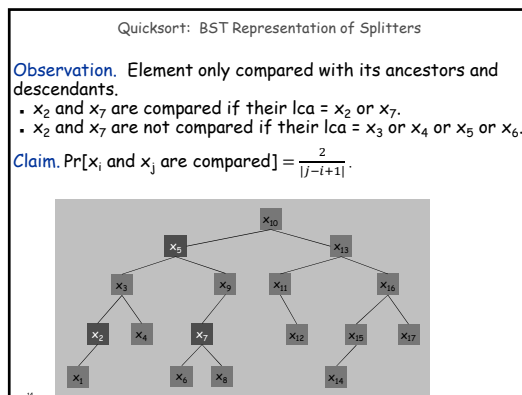 Quicksort: BST Representation of Splitters
Observation. Element only compared with its ancestors and
descendants.
▪ x₂ and x₇ are compared if their lca = x₂ or x₇.
▪ x₂ and x₇ are not compared if their lca = x₃ or x₄ or x₅ or x₆.
Claim. Pr[xᵢ and xⱼ are compared] = 2 / |j−i+1| .
x₁₀
x₅ x₁₃
x₃ x₉ x₁₁ x₁₆
x₂ x₄ x₇ x₁₂ x₁₅ x₁₇
x₁ x₆ x₈ x₁₄